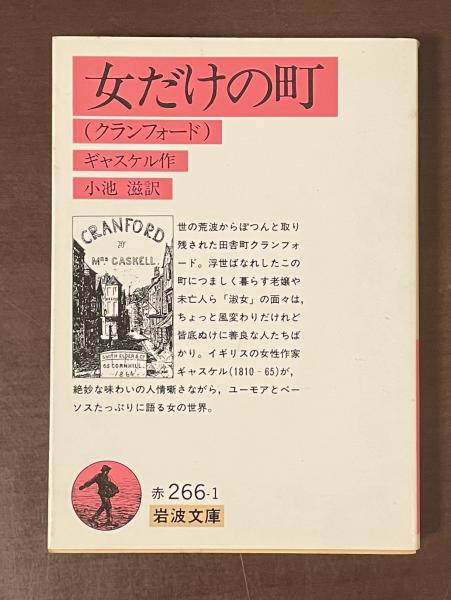 女だけの町
(クランフォード)
ギャスケル作
小池 滋訳
CRANFORD
BY
MRS GASKELL.
SMITH ELDER & Co
65 CORNHILL.
1864
世の荒波からぽつんと取り
残された田舎町クランフォ
ード。浮世ばなれしたこの
町につましく暮らす老嬢や
未亡人ら「淑女」の面々は,
ちょっと風変わりだけれど
皆底ぬけに善良な人たちば
かり。イギリスの女性作家
ギャスケル(1810‐65)が,
絶妙な味わいの人情噺さながら,ユーモアとペー
ソスたっぷりに語る女の世界。
赤266-1
岩波文庫